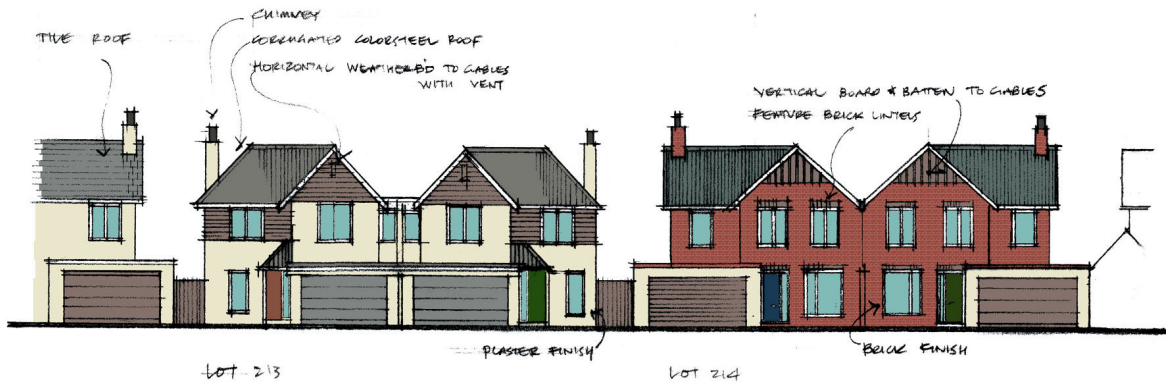 TILE ROOF
CHIMNEY
CORRUGATED COLORSTEEL ROOF
HORIZONTAL WEATHERB'D TO GABLES
WITH VENT
VERTICAL BOARD & BATTEN TO GABLES
FEATURE BRICK LINTELS
PLASTER FINISH
BRICK FINISH
LOT 213
LOT 214